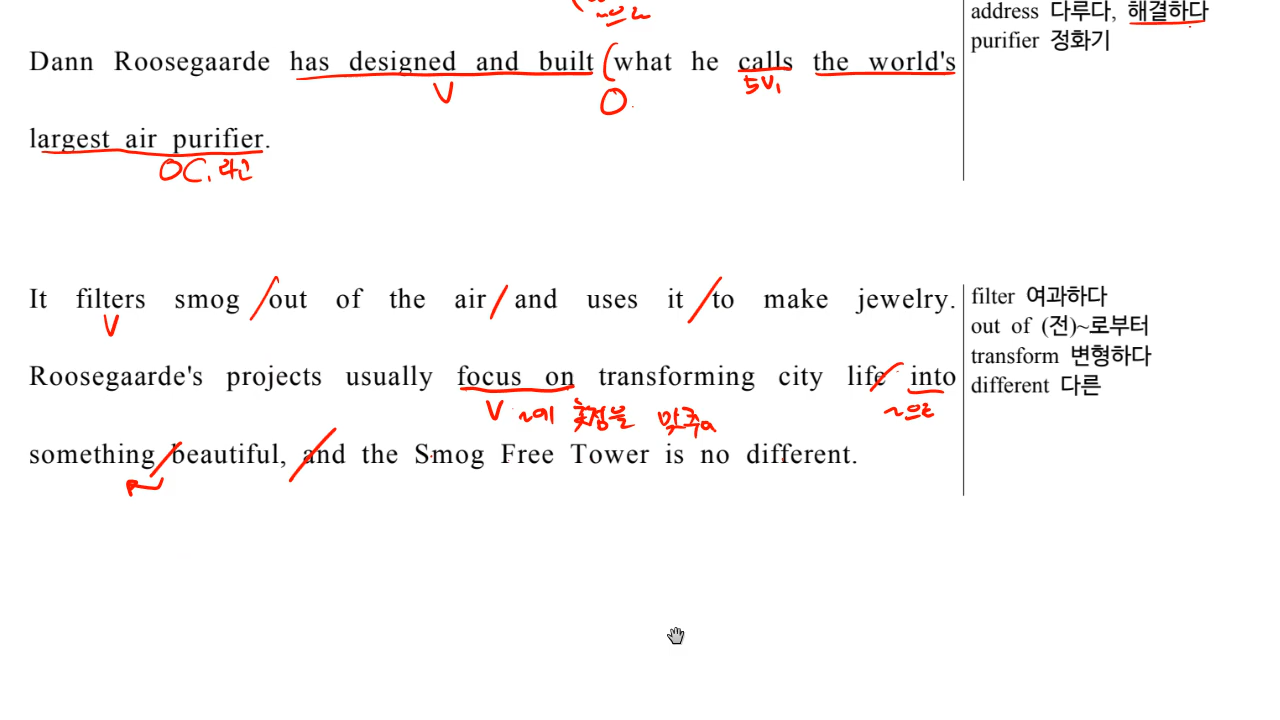 ~으로
address 다루다, 해결하다
purifier 정화기
Dann Roosegaarde has designed and built (what he calls the world's
V
O
5V
largest air purifier.
OC, 라고
It filters smog / out of the air / and uses it / to make jewelry.
V
filter 여과하다
out of (전)~로부터
transform 변형하다
different 다른
Roosegaarde's projects usually focus on transforming city life / into
V ~에 초점을 맞추다
~으로
something / beautiful, / and the Smog Free Tower is no different.